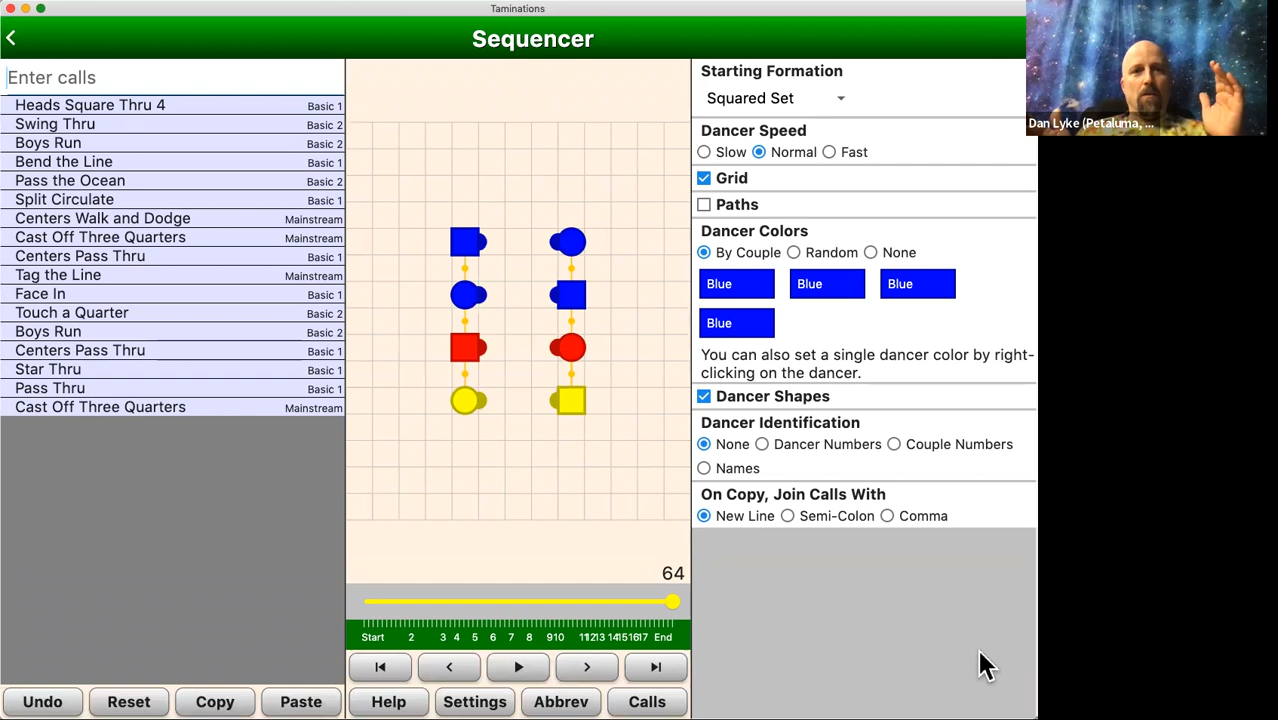 Taminations
Sequencer
Enter calls
Heads Square Thru 4 Basic 1
Swing Thru Basic 2
Boys Run Basic 2
Bend the Line Basic 1
Pass the Ocean Basic 2
Split Circulate Basic 1
Centers Walk and Dodge Mainstream
Cast Off Three Quarters Mainstream
Centers Pass Thru Basic 1
Tag the Line Mainstream
Face In Basic 1
Touch a Quarter Basic 2
Boys Run Basic 2
Centers Pass Thru Basic 1
Star Thru Basic 1
Pass Thru Basic 1
Cast Off Three Quarters Mainstream
Undo Reset Copy Paste
64
Start 2 3 4 5 6 7 8 910 11 12 13 14 15 16 17 End
Help Settings Abbrev Calls
Starting Formation
Squared Set
Dancer Speed
Slow Normal Fast
Grid
Paths
Dancer Colors
By Couple Random None
Blue Blue Blue
Blue
You can also set a single dancer color by right-
clicking on the dancer.
Dancer Shapes
Dancer Identification
None Dancer Numbers Couple Numbers
Names
On Copy, Join Calls With
New Line Semi-Colon Comma
Dan Lyke (Petaluma, ...